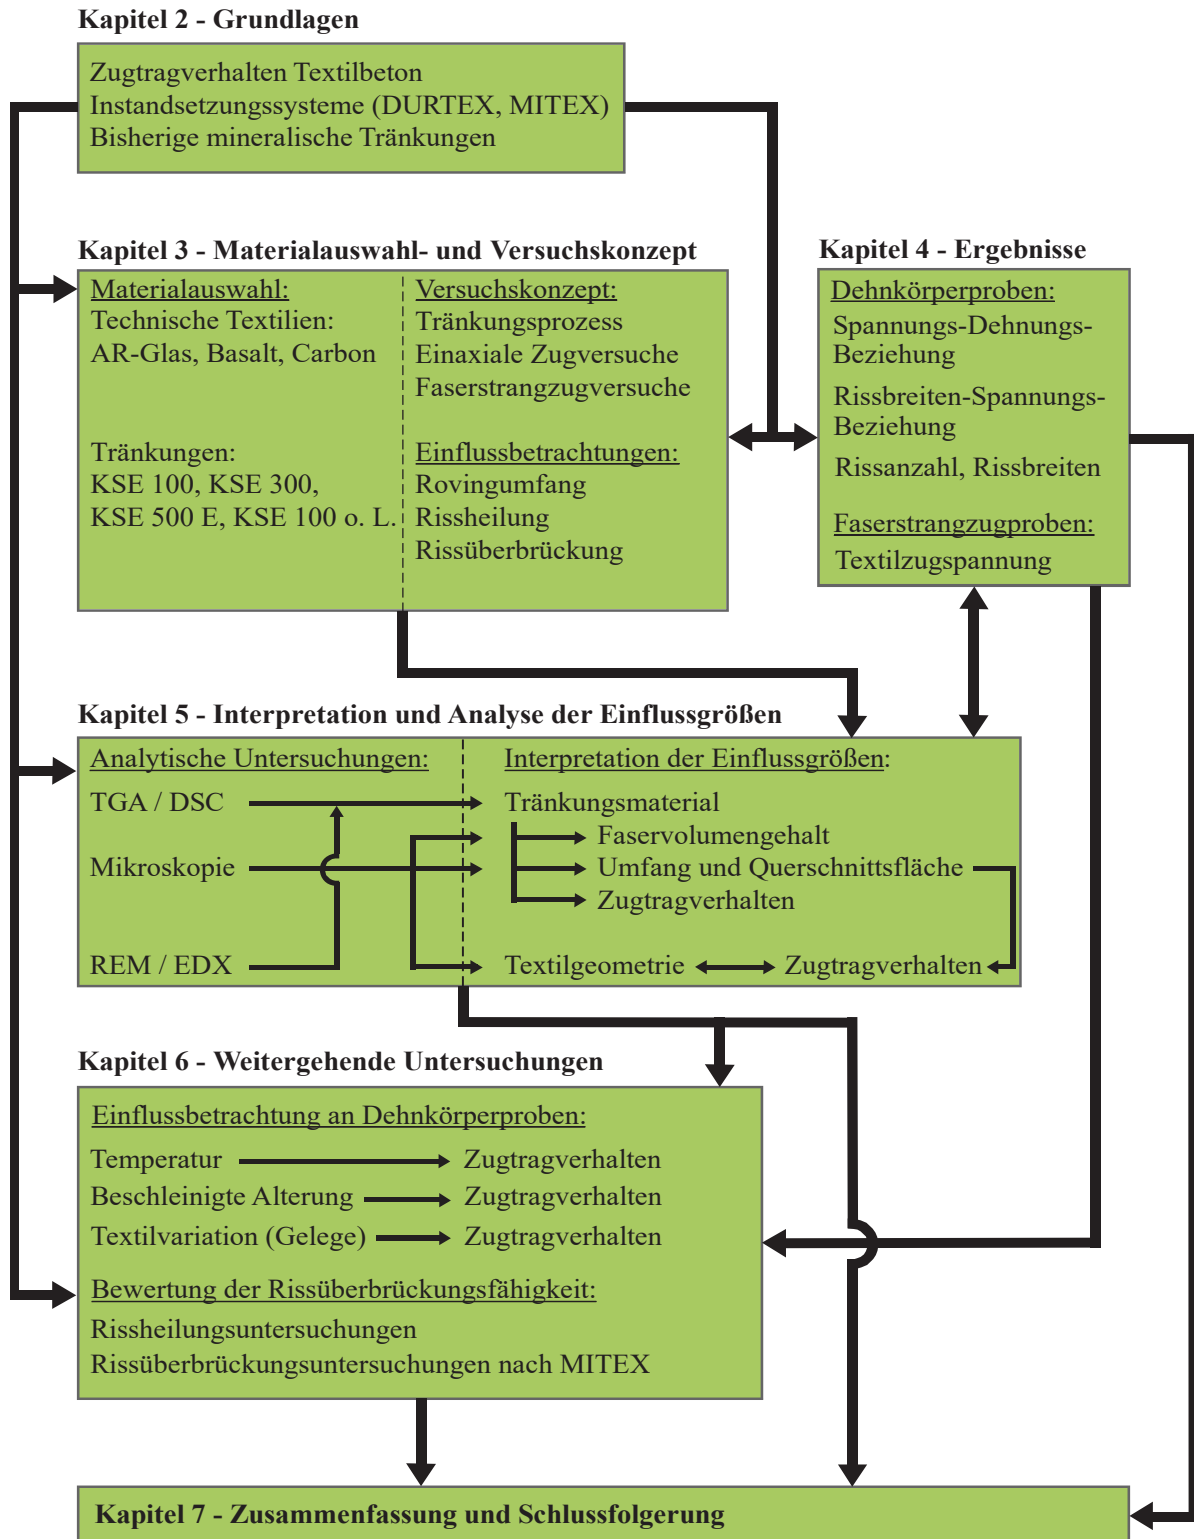 Kapitel 2 - Grundlagen
Zugtragverhalten Textilbeton
Instandsetzungssysteme (DURTEX, MITEX)
Bisherige mineralische Tränkungen
Kapitel 3 - Materialauswahl- und Versuchskonzept
Materialauswahl:
Technische Textilien:
AR-Glas, Basalt, Carbon
Tränkungen:
KSE 100, KSE 300,
KSE 500 E, KSE 100 o. L.
Versuchskonzept:
Tränkungsprozess
Einaxiale Zugversuche
Faserstrangzugversuche
Einflussbetrachtungen:
Rovingumfang
Rissheilung
Rissüberbrückung
Kapitel 4 - Ergebnisse
Dehnkörperproben:
Spannungs-Dehnungs-
Beziehung
Rissbreiten-Spannungs-
Beziehung
Rissanzahl, Rissbreiten
Faserstrangzugproben:
Textilzugspannung
Kapitel 5 - Interpretation und Analyse der Einflussgrößen
Analytische Untersuchungen:
TGA / DSC
Mikroskopie
REM / EDX
Interpretation der Einflussgrößen:
Tränkungsmaterial
Faservolumengehalt
Umfang und Querschnittsfläche
Zugtragverhalten
Textilgeometrie
Zugtragverhalten
Kapitel 6 - Weitergehende Untersuchungen
Einflussbetrachtung an Dehnkörperproben:
Temperatur Zugtragverhalten
Beschleinigte Alterung Zugtragverhalten
Textilvariation (Gelege) Zugtragverhalten
Bewertung der Rissüberbrückungsfähigkeit:
Rissheilungsuntersuchungen
Rissüberbrückungsuntersuchungen nach MITEX
Kapitel 7 - Zusammenfassung und Schlussfolgerung